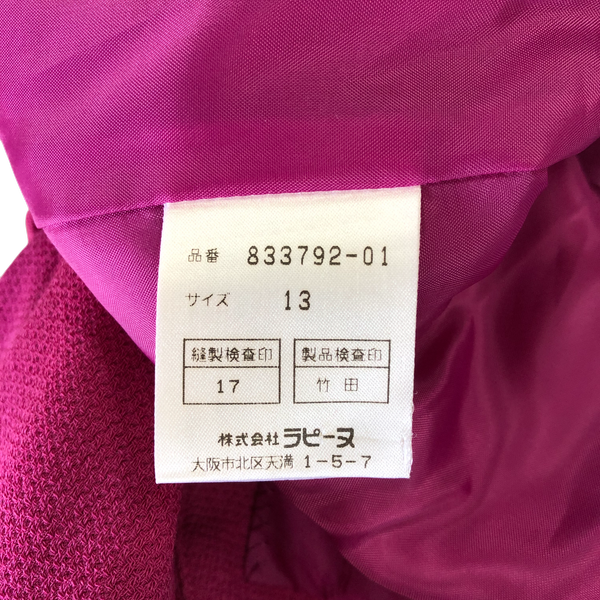 品番 833792-01
サイズ 13
縫製検査印 製品検査印
17 竹田
株式会社ラピーヌ
大阪市北区天満 1-5-7